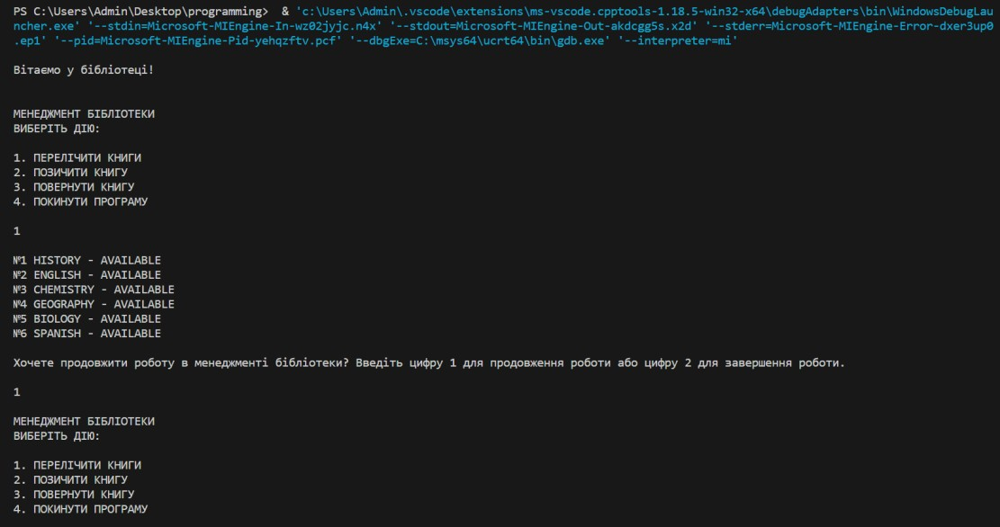 PS C:\Users\Admin\Desktop\programming>  & 'c:\Users\Admin\.vscode\extensions\ms-vscode.cpptools-1.18.5-win32-x64\debugAdapters\bin\WindowsDebugLau
ncher.exe' '--stdin=Microsoft-MIEngine-In-wz02jyjc.n4x' '--stdout=Microsoft-MIEngine-Out-akdcgg5s.x2d' '--stderr=Microsoft-MIEngine-Error-dxer3up0
.ep1' '--pid=Microsoft-MIEngine-Pid-yehqzftv.pcf' '--dbgExe=C:\msys64\ucrt64\bin\gdb.exe' '--interpreter=mi'
Вітаємо у бібліотеці!
МЕНЕДЖМЕНТ БІБЛІОТЕКИ
ВИБЕРІТЬ ДІЮ:
1. ПЕРЕЛІЧИТИ КНИГИ
2. ПОЗИЧИТИ КНИГУ
3. ПОВЕРНУТИ КНИГУ
4. ПОКИНУТИ ПРОГРАМУ
1
№1 HISTORY - AVAILABLE
№2 ENGLISH - AVAILABLE
№3 CHEMISTRY - AVAILABLE
№4 GEOGRAPHY - AVAILABLE
№5 BIOLOGY - AVAILABLE
№6 SPANISH - AVAILABLE
Хочете продовжити роботу в менеджменті бібліотеки? Введіть цифру 1 для продовження роботи або цифру 2 для завершення роботи.
1
МЕНЕДЖМЕНТ БІБЛІОТЕКИ
ВИБЕРІТЬ ДІЮ:
1. ПЕРЕЛІЧИТИ КНИГИ
2. ПОЗИЧИТИ КНИГУ
3. ПОВЕРНУТИ КНИГУ
4. ПОКИНУТИ ПРОГРАМУ